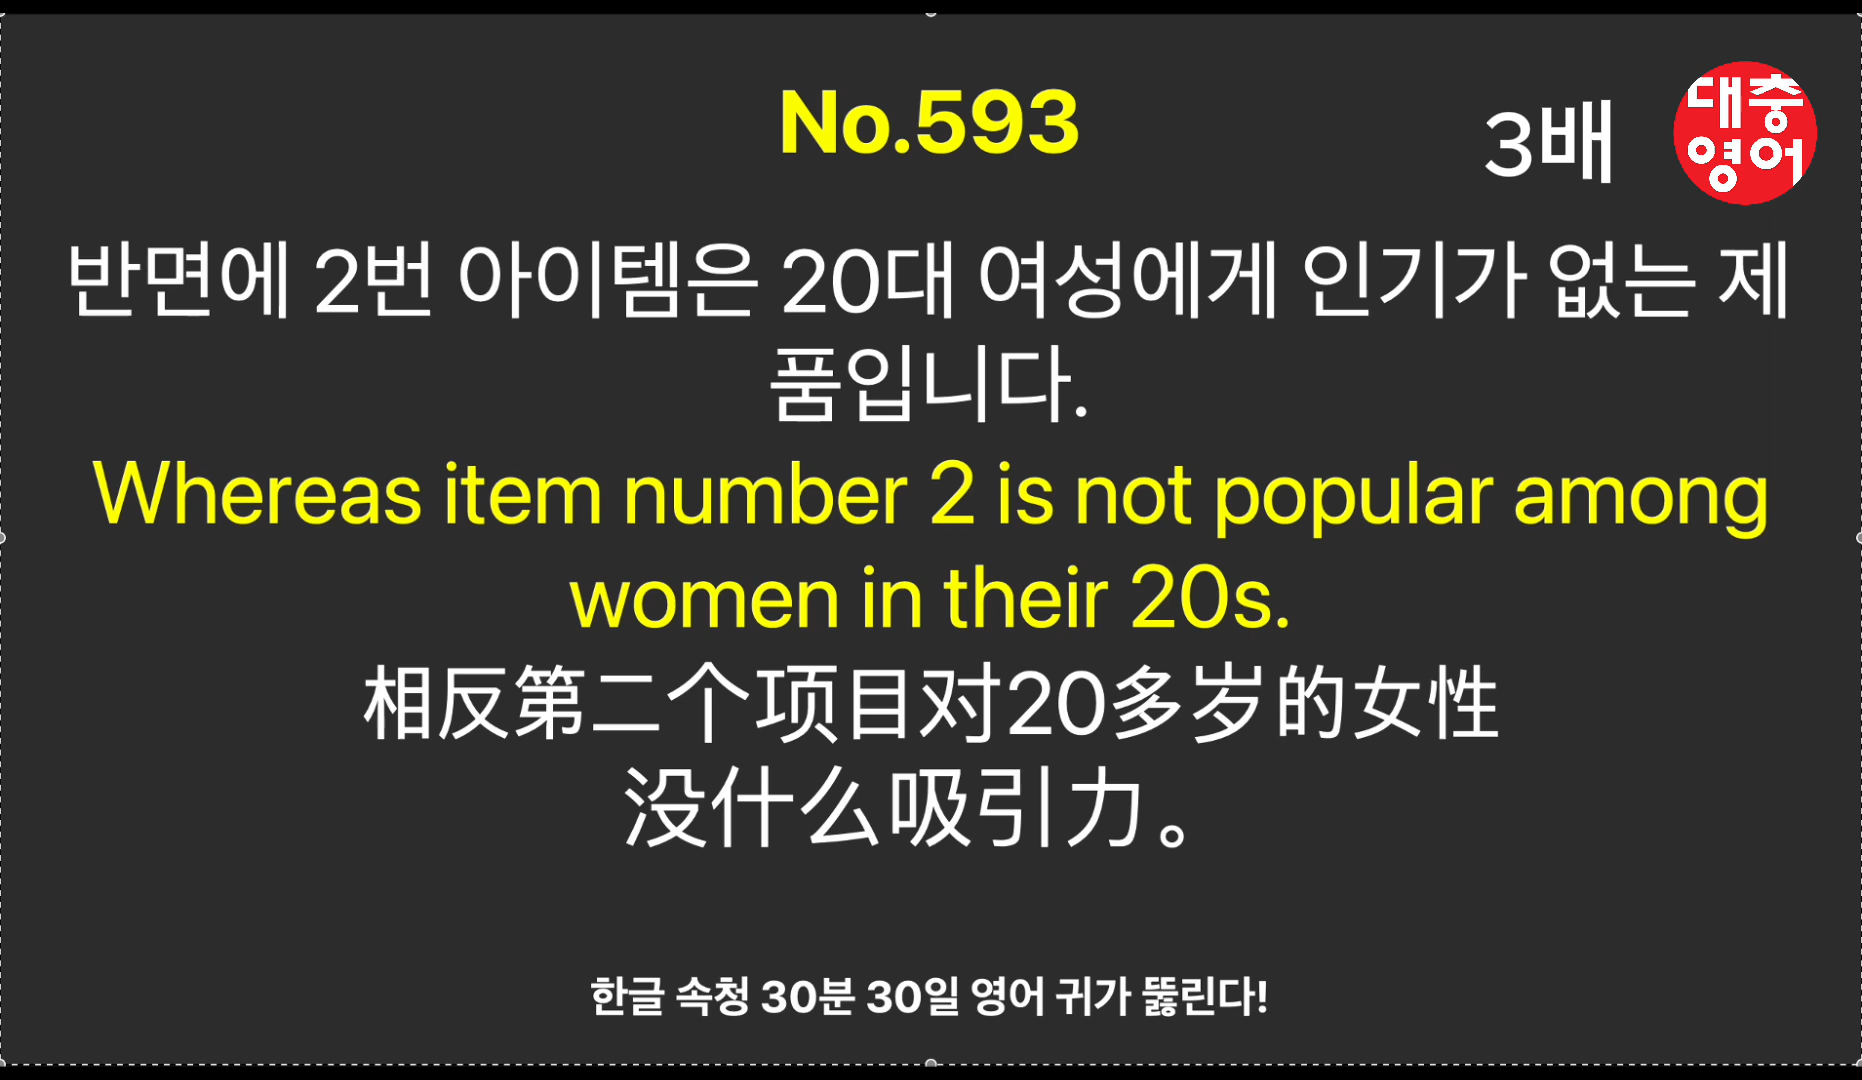 No.593
3배
대충
영어
반면에 2번 아이템은 20대 여성에게 인기가 없는 제
품입니다.
Whereas item number 2 is not popular among
women in their 20s.
相反第二个项目对20多岁的女性
没什么吸引力。
한글 속청 30분 30일 영어 귀가 뚫린다!